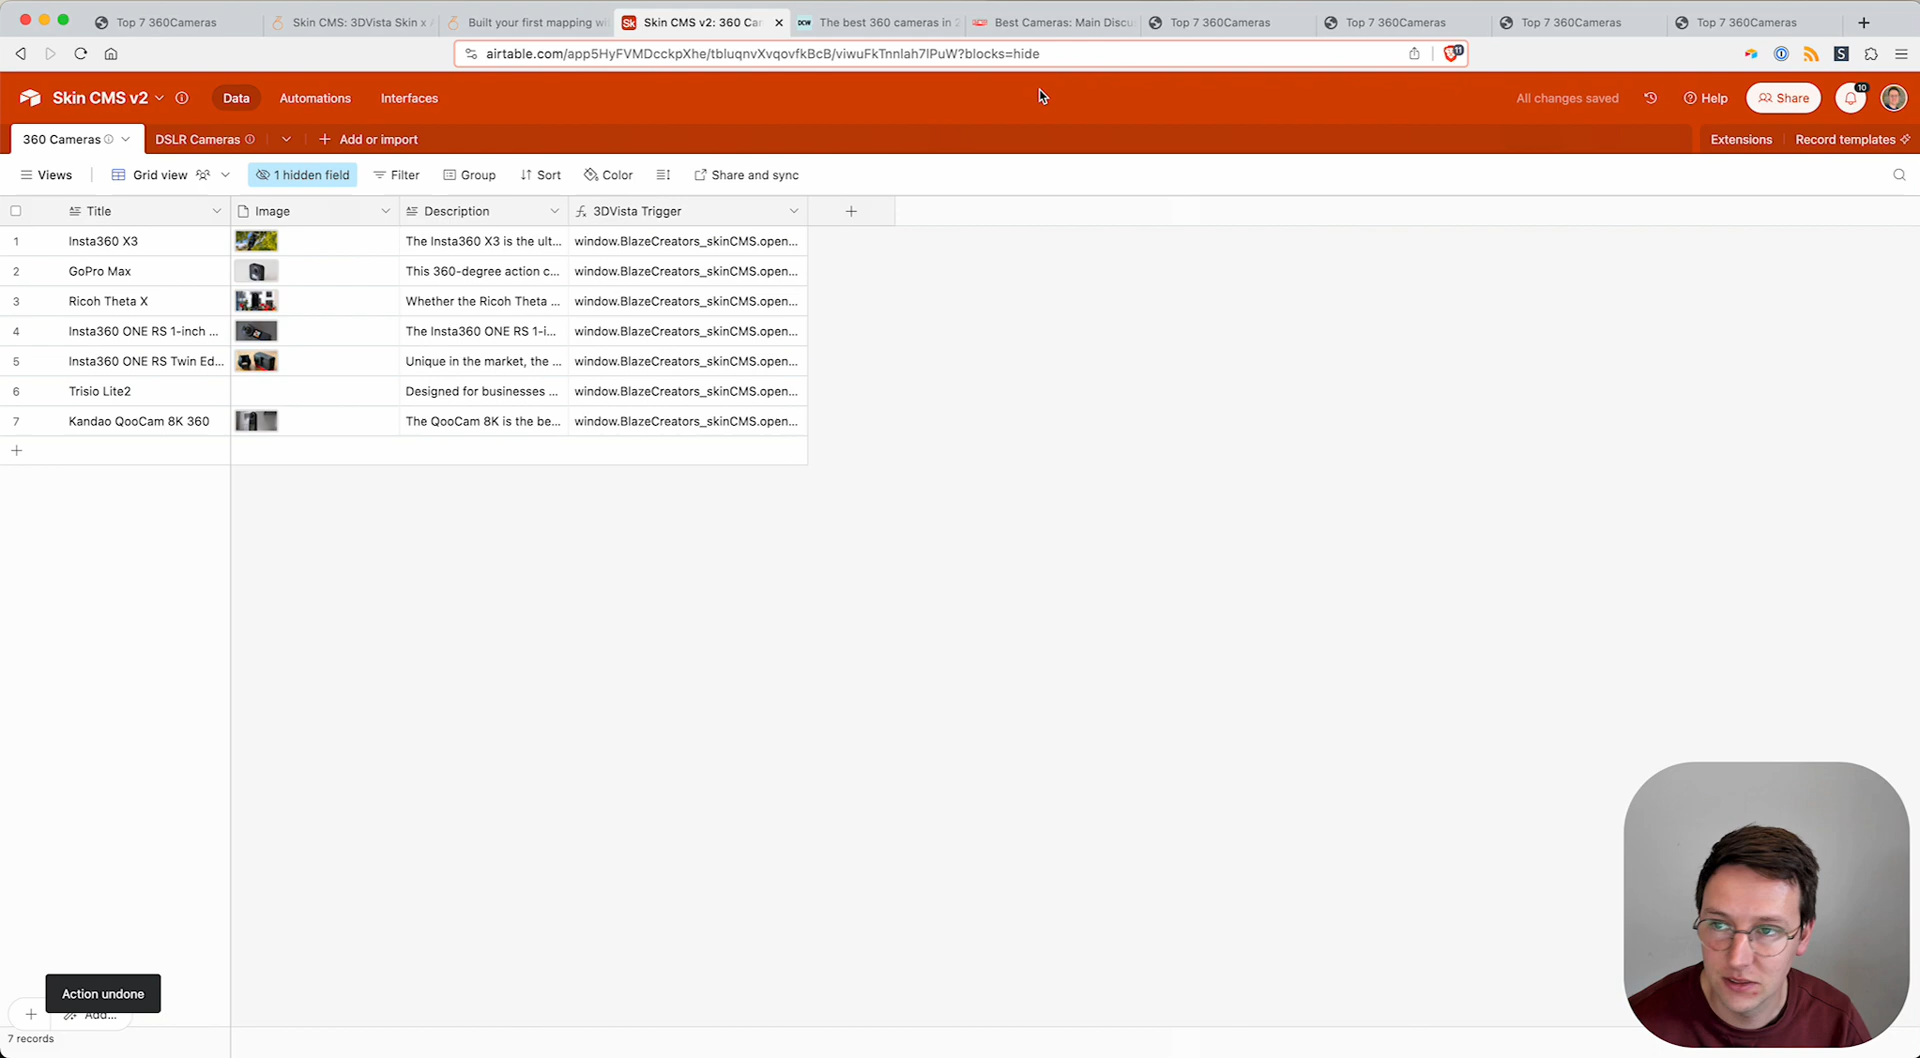 Top 7 360Cameras
Skin CMS: 3DVista Skin x
Built your first mapping wi
Sk Skin CMS v2: 360 Ca
DCW The best 360 cameras in 2
Best Cameras: Main Discu
Top 7 360Cameras
Top 7 360Cameras
Top 7 360Cameras
Top 7 360Cameras
airtable.com/app5HyFVMDcckpXhe/tbluqnvXvqovfkBcB/viwuFkTnnlah7lPuW?blocks=hide
11
S
Skin CMS v2
Data
Automations
Interfaces
All changes saved
Help
Share
10
360 Cameras
DSLR Cameras
Add or import
Extensions
Record templates
Views
Grid view
1 hidden field
Filter
Group
Sort
Color
Share and sync
Title Image Description 3DVista Trigger
1 Insta360 X3 The Insta360 X3 is the ult... window.BlazeCreators_skinCMS.open...
2 GoPro Max This 360-degree action c... window.BlazeCreators_skinCMS.open...
3 Ricoh Theta X Whether the Ricoh Theta ... window.BlazeCreators_skinCMS.open...
4 Insta360 ONE RS 1-inch ... The Insta360 ONE RS 1-i... window.BlazeCreators_skinCMS.open...
5 Insta360 ONE RS Twin Ed... Unique in the market, the ... window.BlazeCreators_skinCMS.open...
6 Trisio Lite2 Designed for businesses ... window.BlazeCreators_skinCMS.open...
7 Kandao QooCam 8K 360 The QooCam 8K is the be... window.BlazeCreators_skinCMS.open...
Action undone
Add...
7 records